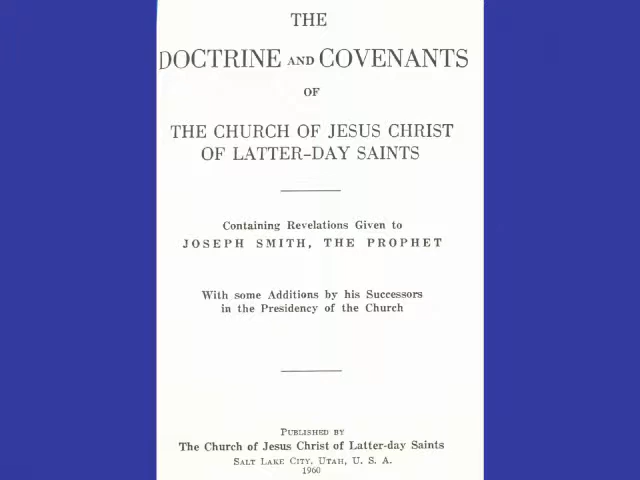 THE
DOCTRINE AND COVENANTS
OF
THE CHURCH OF JESUS CHRIST
OF LATTER-DAY SAINTS
Containing Revelations Given to
JOSEPH SMITH, THE PROPHET
With some Additions by his Successors
in the Presidency of the Church
PUBLISHED BY
The Church of Jesus Christ of Latter-day Saints
SALT LAKE CITY, UTAH, U. S. A.
1960